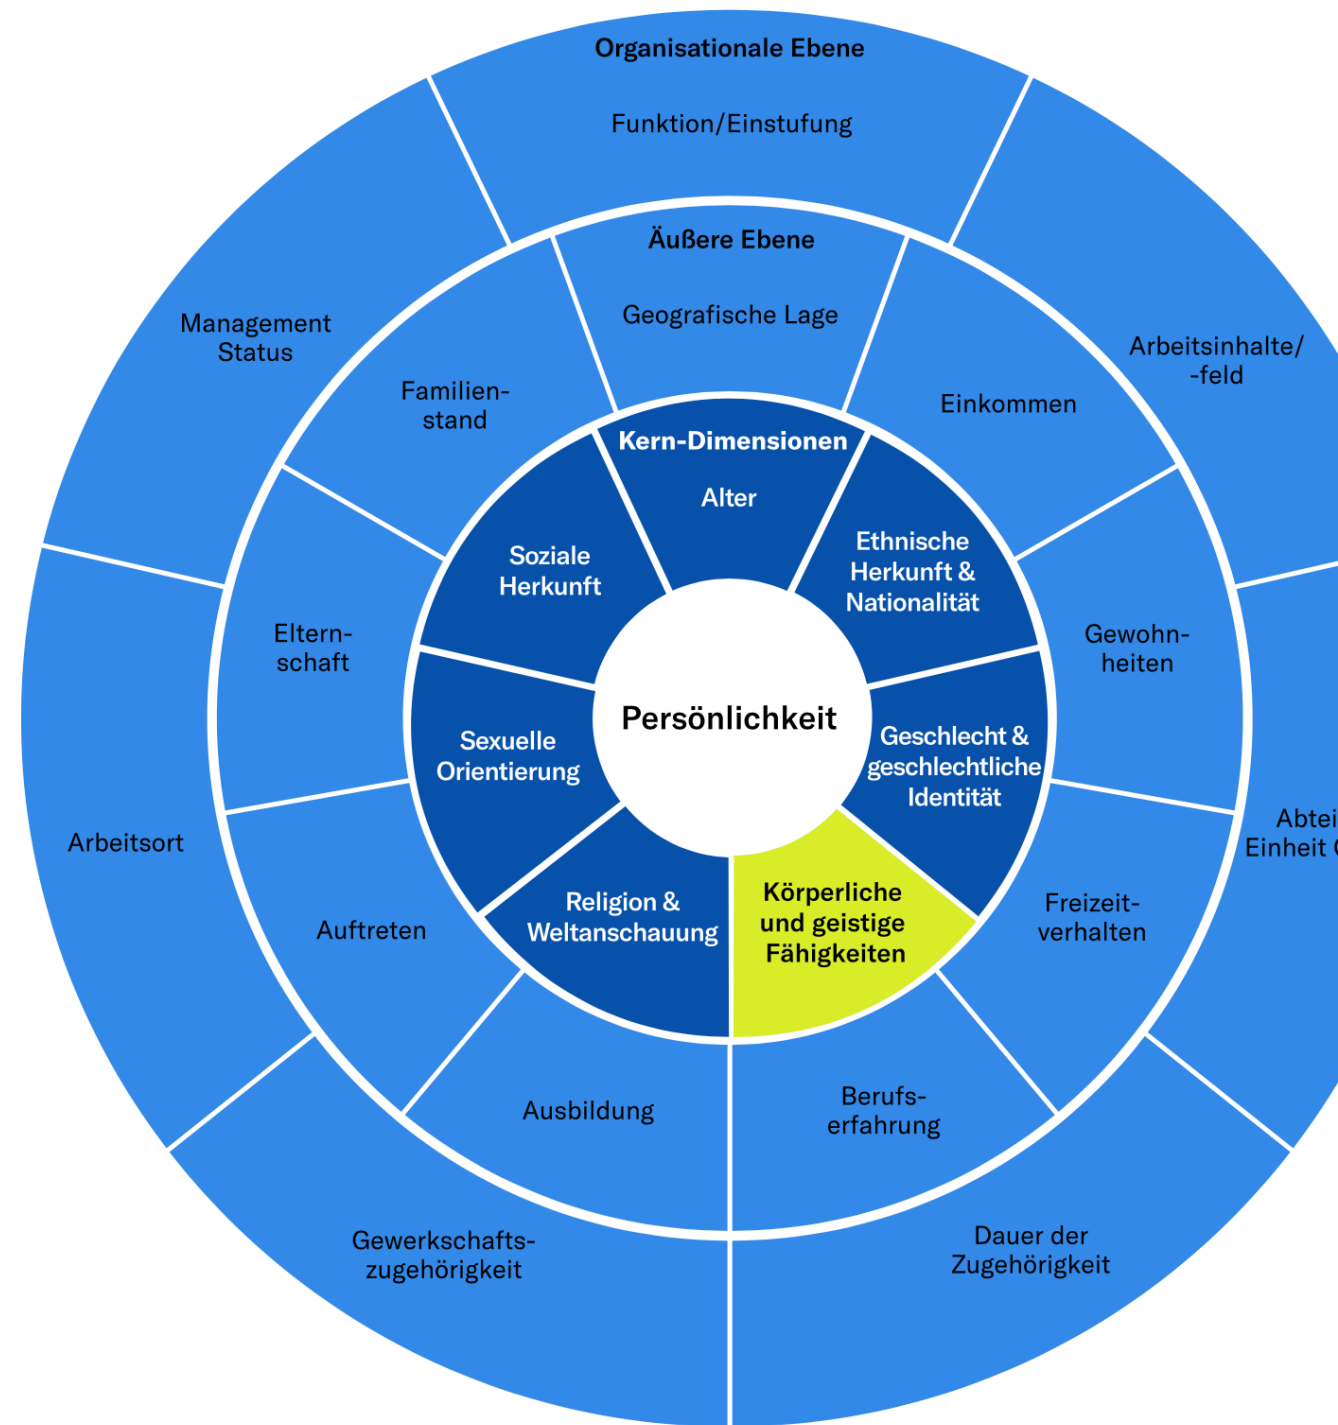 Organisationale Ebene
Funktion/Einstufung
Arbeitsinhalte/
-feld
Einheit
Dauer der
Zugehörigkeit
Gewerkschafts-
zugehörigkeit
Arbeitsort
Management
Status
Äußere Ebene
Geografische Lage
Einkommen
Gewohn-
heiten
Freizeit-
verhalten
Berufs-
erfahrung
Ausbildung
Auftreten
Eltern-
schaft
Familien-
stand
Kern-Dimensionen
Alter
Ethnische
Herkunft &
Nationalität
Geschlecht &
geschlechtliche
Identität
Körperliche
und geistige
Fähigkeiten
Religion &
Weltanschauung
Sexuelle
Orientierung
Soziale
Herkunft
Persönlichkeit